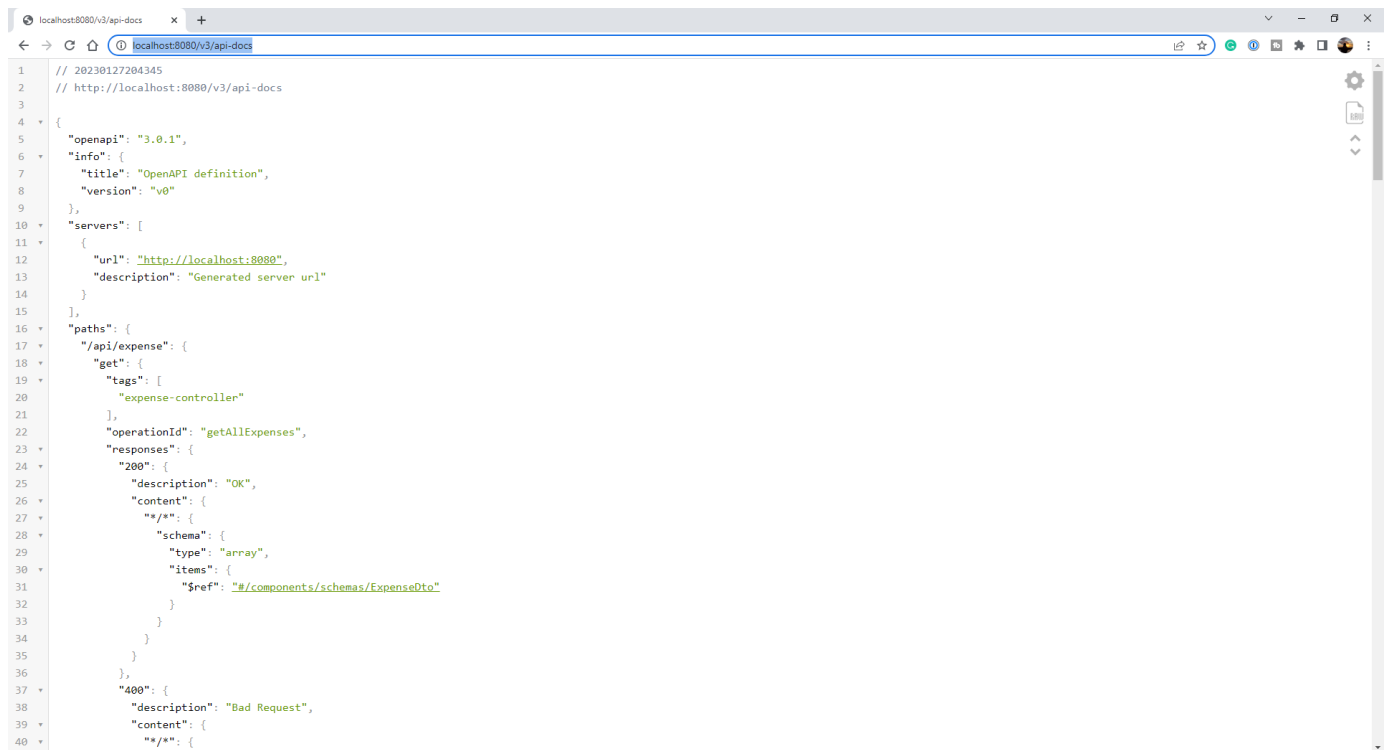 localhost:8080/v3/api-docs
localhost:8080/v3/api-docs
1 // 20230127204345
2 // http://localhost:8080/v3/api-docs
3
4 {
5 "openapi": "3.0.1",
6 "info": {
7 "title": "OpenAPI definition",
8 "version": "v0"
9 },
10 "servers": [
11 {
12 "url": "http://localhost:8080",
13 "description": "Generated server url"
14 }
15 ],
16 "paths": {
17 "/api/expense": {
18 "get": {
19 "tags": [
20 "expense-controller"
21 ],
22 "operationId": "getAllExpenses",
23 "responses": {
24 "200": {
25 "description": "OK",
26 "content": {
27 "*/*": {
28 "schema": {
29 "type": "array",
30 "items": {
31 "$ref": "#/components/schemas/ExpenseDto"
32 }
33 }
34 }
35 }
36 },
37 "400": {
38 "description": "Bad Request",
39 "content": {
40 "*/*": {